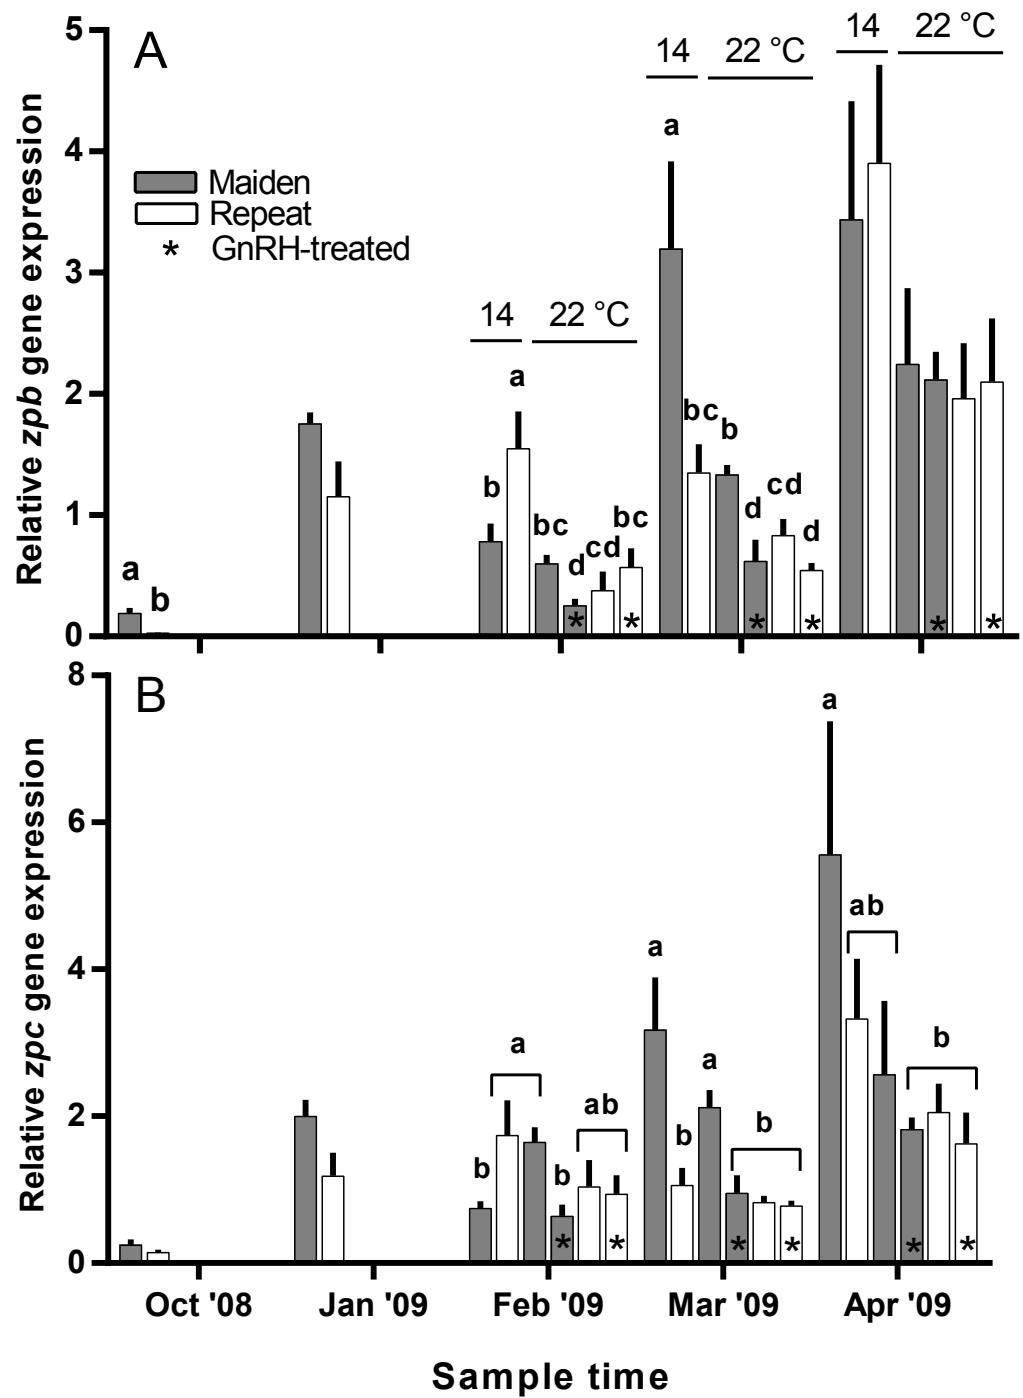 14 22 °C
5 A
14 22 °C
a
4
Maiden
Repeat
* GnRH-treated
3
14 22 °C
a
2
bc b
b
cd
bc bc d d
1
cd
d
a
b
* * * * * *
0
Relative zpb gene expression
8
B
a
6
ab
a
4
b
a a
ab b
2
b b b
* * * * * *
0
Relative zpc gene expression
Oct '08 Jan '09 Feb '09 Mar '09 Apr '09
Sample time